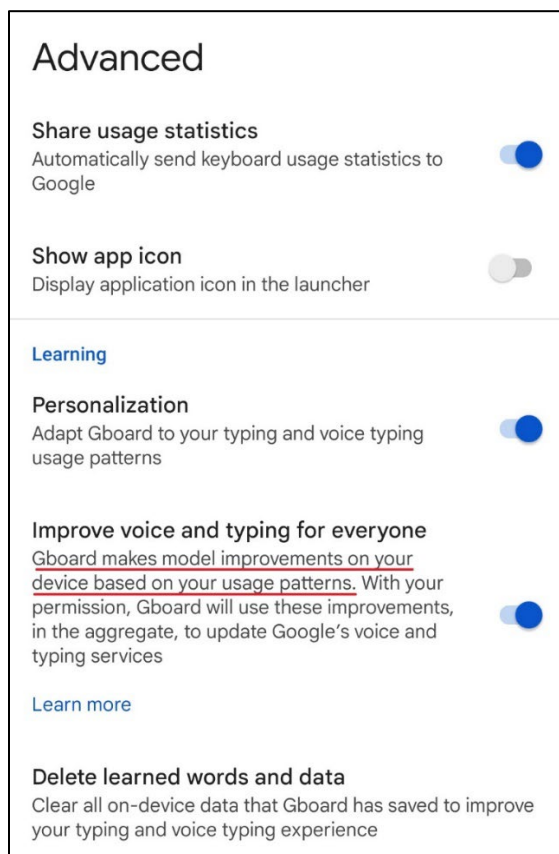 Advanced
Share usage statistics
Automatically send keyboard usage statistics to
Google
Show app icon
Display application icon in the launcher
Learning
Personalization
Adapt Gboard to your typing and voice typing
usage patterns
Improve voice and typing for everyone
Gboard makes model improvements on your
device based on your usage patterns. With your
permission, Gboard will use these improvements,
in the aggregate, to update Google's voice and
typing services
Learn more
Delete learned words and data
Clear all on-device data that Gboard has saved to improve
your typing and voice typing experience